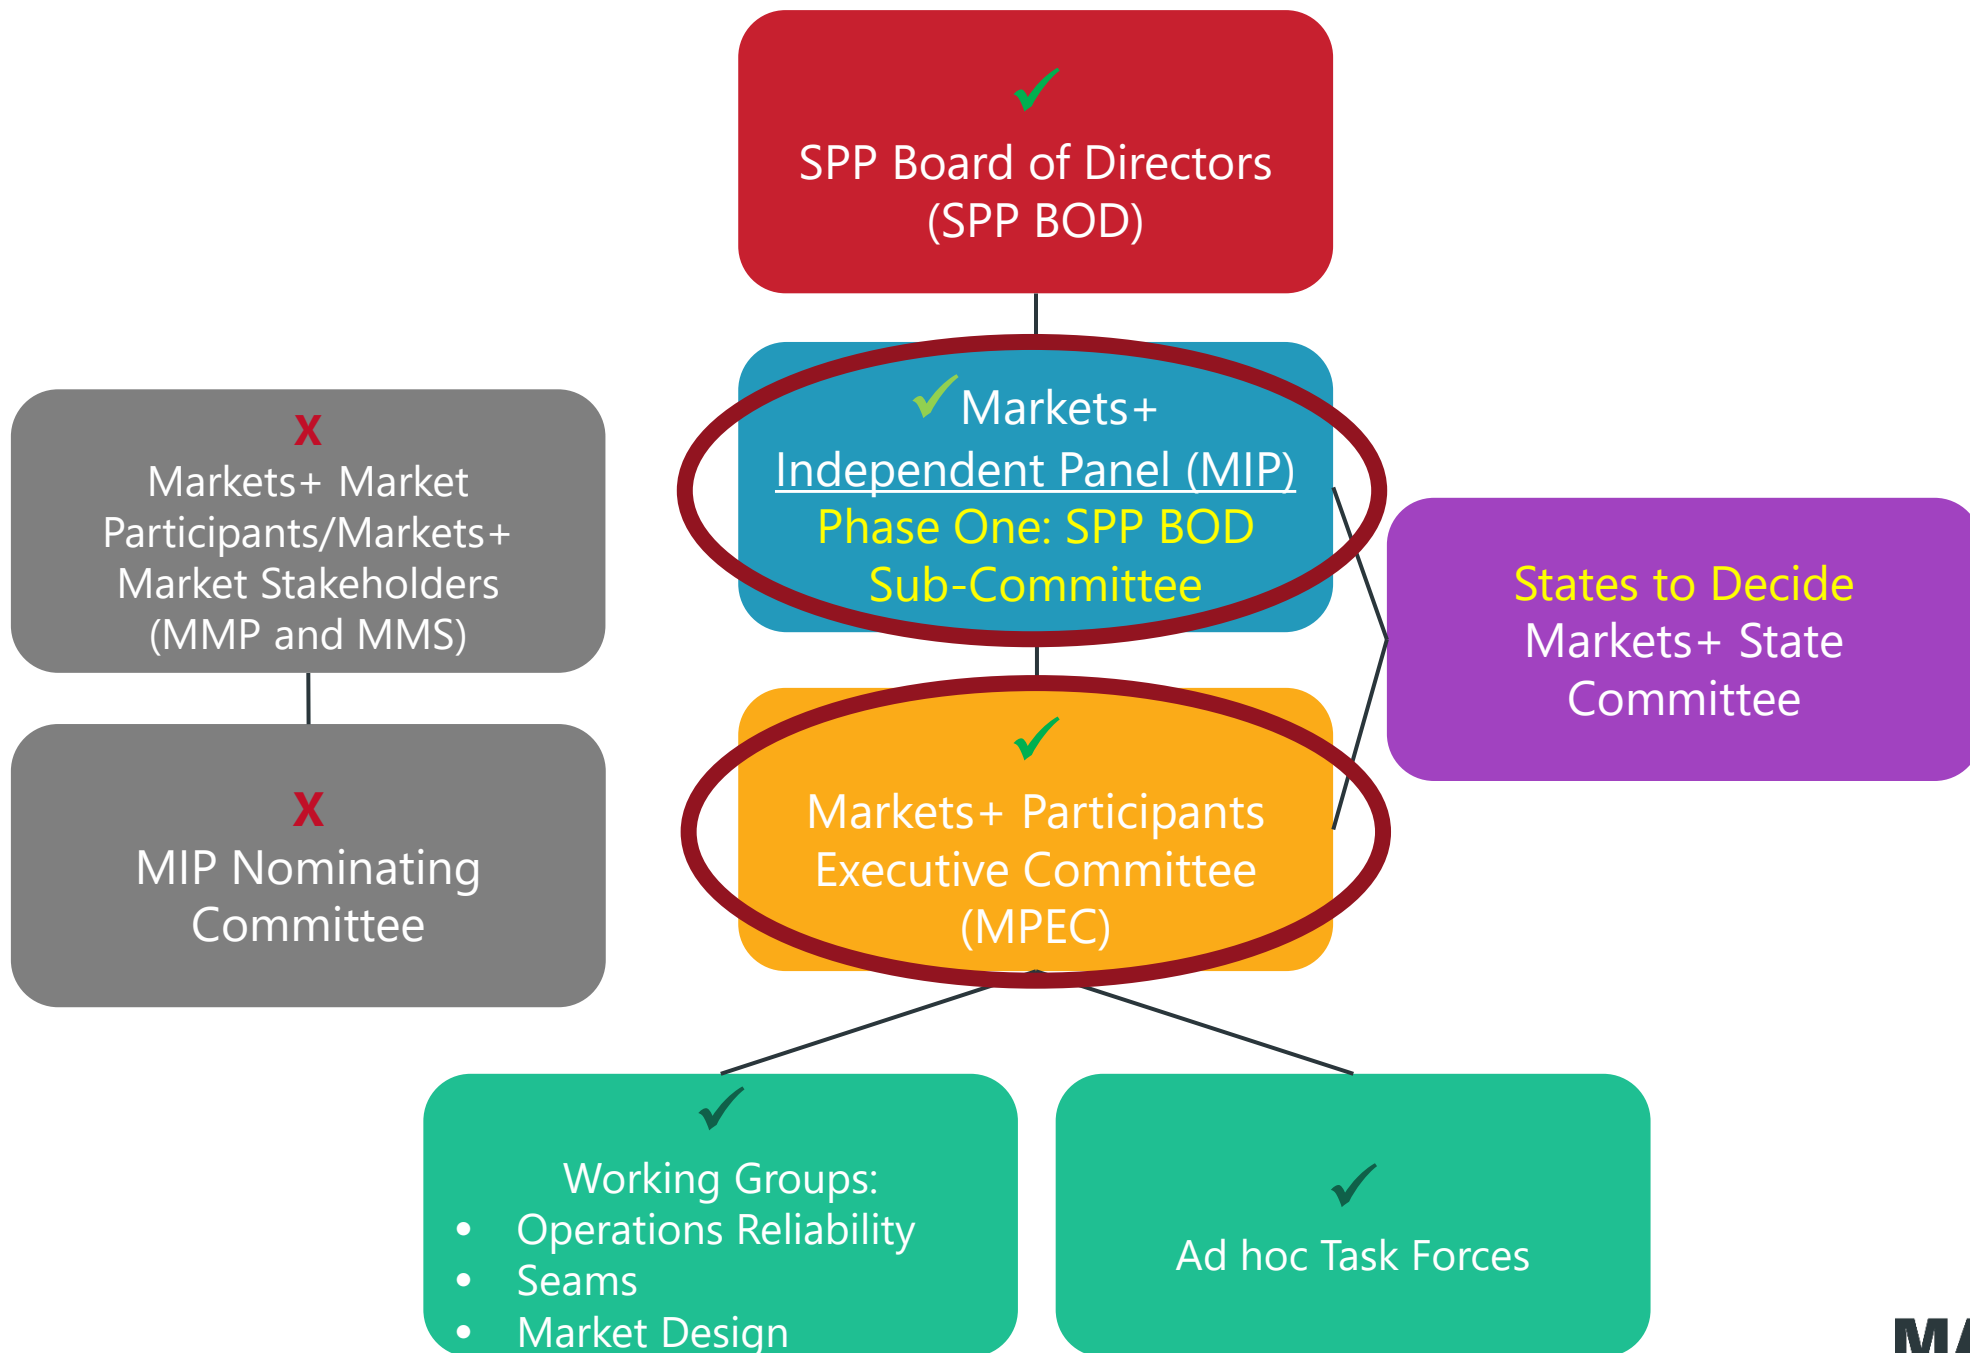 ✓
SPP Board of Directors
(SPP BOD)
✓Markets+
Independent Panel (MIP)
Phase One: SPP BOD
Sub-Committee
X
Markets+ Market
Participants/Markets+
Market Stakeholders
(MMP and MMS)
States to Decide
Markets+ State
Committee
✓
Markets+ Participants
Executive Committee
(MPEC)
X
MIP Nominating
Committee
✓
Working Groups:
• Operations Reliability
• Seams
• Market Design
✓
Ad hoc Task Forces